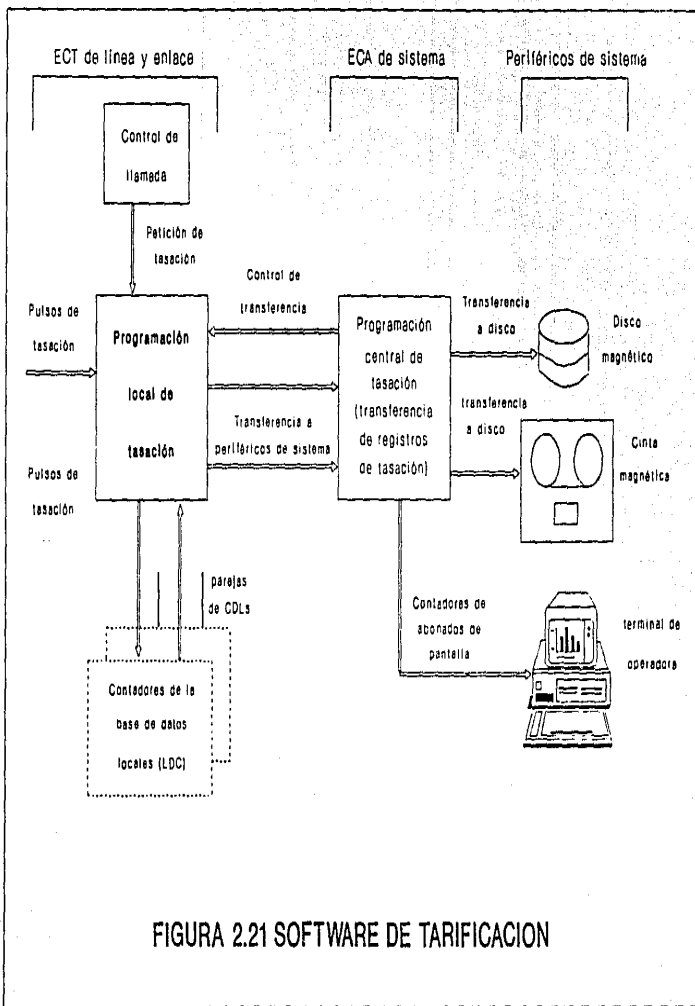 ECT de línea y enlace
ECA de sistema
Periféricos de sistema
Control de
llamada
Petición de
tasación
Pulsos de
tasación
Programación
local de
tasación
Control de
transferencia
Transferencia a
periféricos de sistema
Programación
central de
tasación
(transferencia
de registros
de tasación)
Transferencia
a disco
Disco
magnético
transferencia
a disco
Cinta
magnética
Pulsos de
tasación
parejas
de CDLs
Contadores de la
base de datos
locales (LDC)
Contadores de
abonados de
pantalla
terminal de
operadora
FIGURA 2.21 SOFTWARE DE TARIFICACION